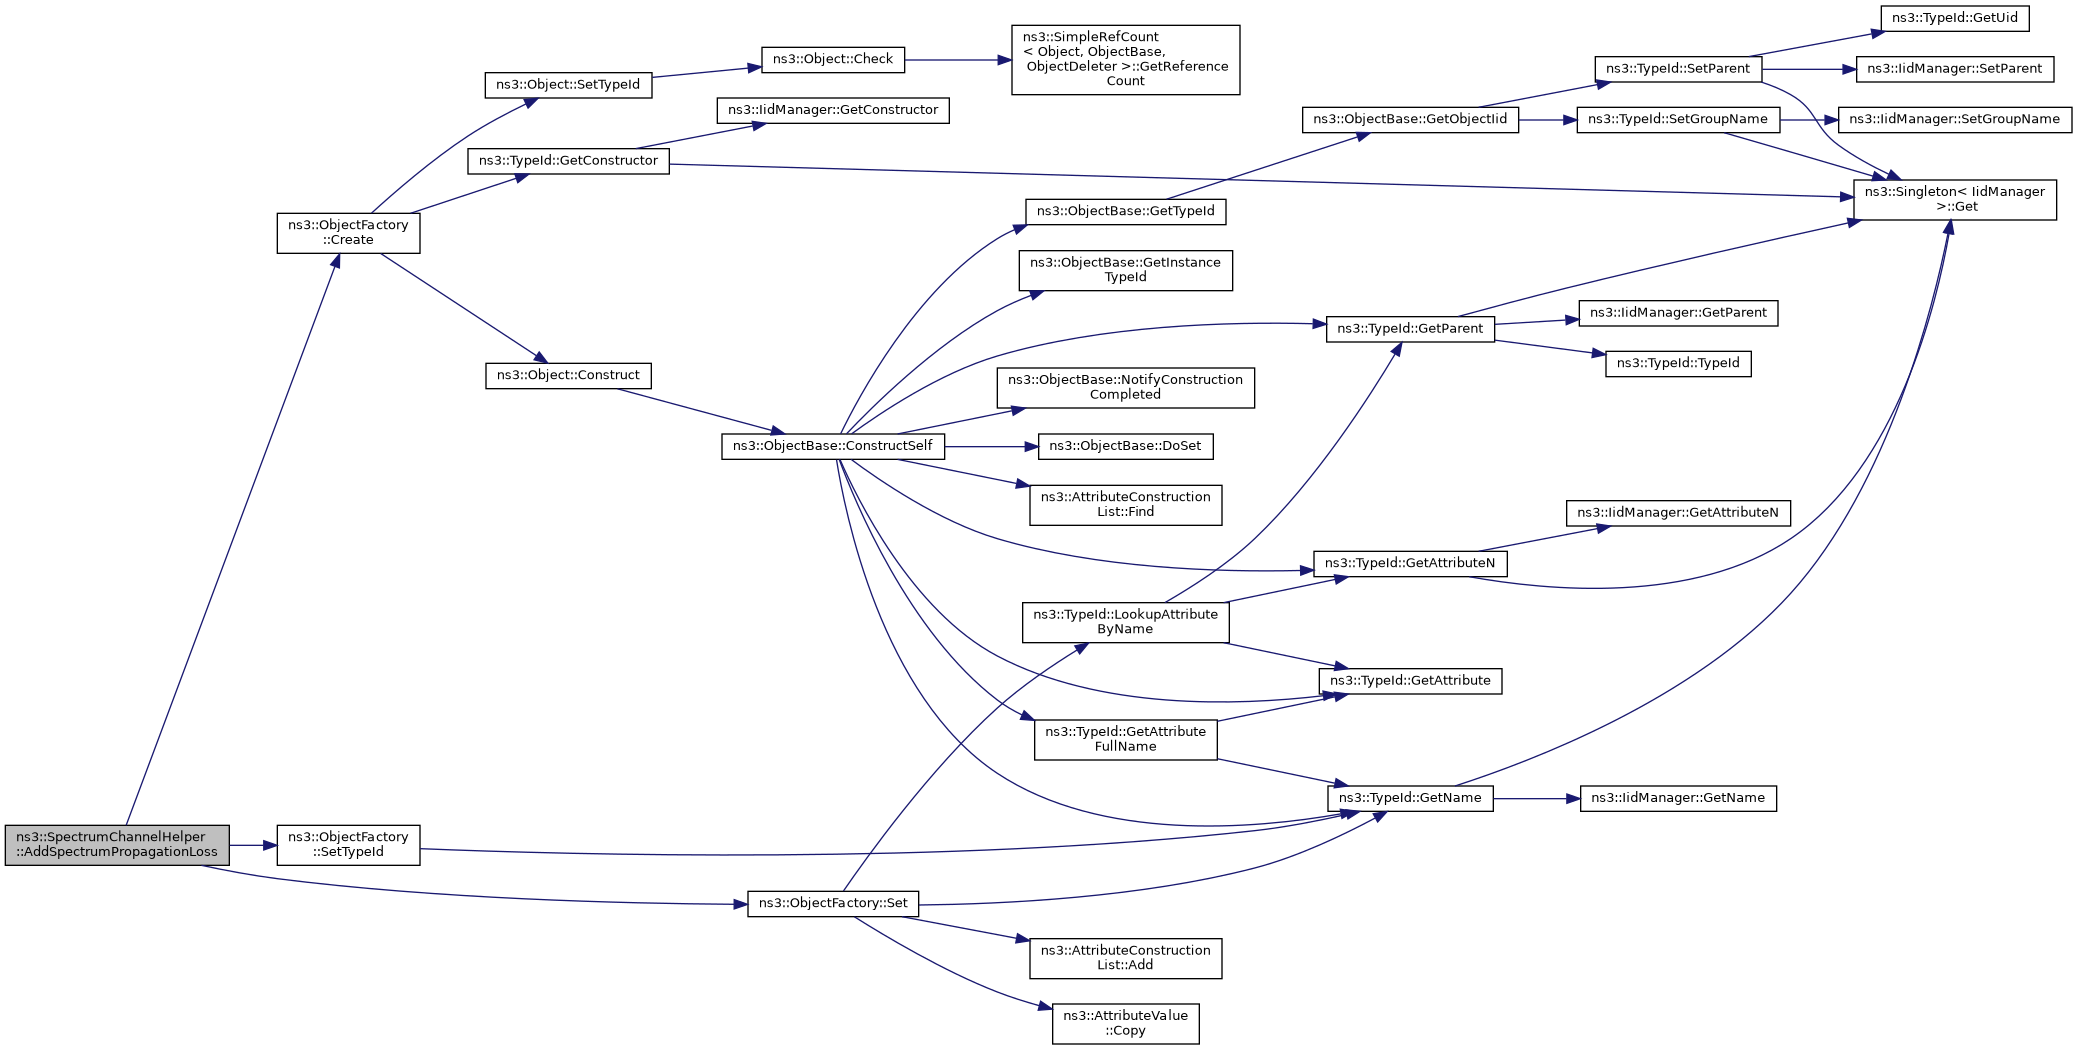 ns3::SpectrumChannelHelper
::AddSpectrumPropagationLoss
ns3::ObjectFactory
::Create
ns3::ObjectFactory
::SetTypeId
ns3::Object::SetTypeId
ns3::TypeId::GetConstructor
ns3::Object::Construct
ns3::Object::Check
ns3::IidManager::GetConstructor
ns3::ObjectBase::ConstructSelf
ns3::ObjectFactory::Set
ns3::SimpleRefCount
< Object, ObjectBase,
ObjectDeleter >::GetReference
Count
ns3::ObjectBase::GetTypeId
ns3::ObjectBase::GetInstance
TypeId
ns3::ObjectBase::NotifyConstruction
Completed
ns3::ObjectBase::DoSet
ns3::AttributeConstruction
List::Find
ns3::TypeId::LookupAttribute
ByName
ns3::TypeId::GetAttribute
FullName
ns3::AttributeConstruction
List::Add
ns3::AttributeValue
::Copy
ns3::ObjectBase::GetObjectIid
ns3::TypeId::GetParent
ns3::TypeId::GetAttributeN
ns3::TypeId::GetAttribute
ns3::TypeId::GetName
ns3::TypeId::SetParent
ns3::TypeId::SetGroupName
ns3::IidManager::GetParent
ns3::TypeId::TypeId
ns3::IidManager::GetAttributeN
ns3::IidManager::GetName
ns3::TypeId::GetUid
ns3::IidManager::SetParent
ns3::IidManager::SetGroupName
ns3::Singleton< IidManager
>::Get